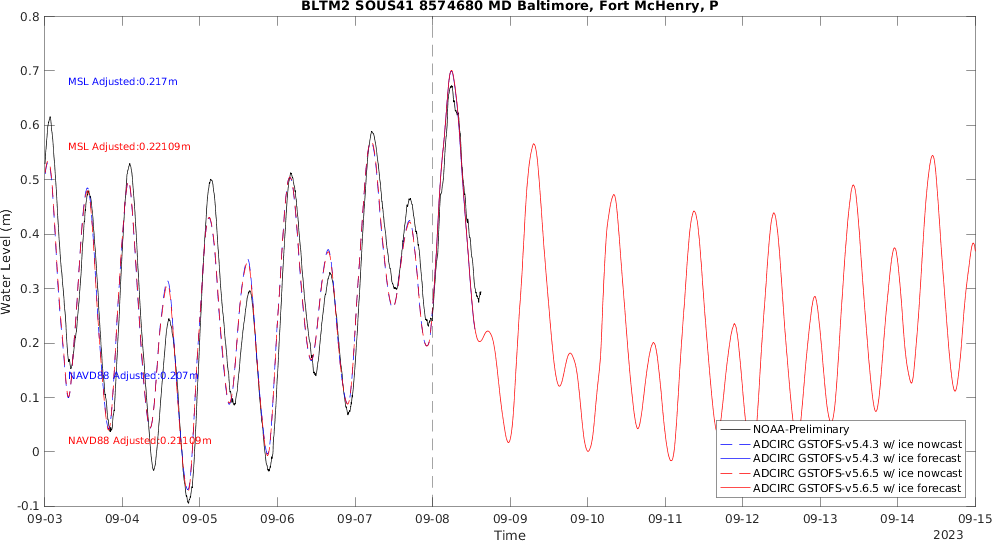 BLTM2 SOUS41 8574680 MD Baltimore, Fort McHenry, P
0.8
0.7
0.6
0.5
0.4
0.3
0.2
0.1
0
-0.1
Water Level (m)
MSL Adjusted:0.217m
MSL Adjusted:0.22109m
NAVD88 Adjusted:0.207m
NAVD88 Adjusted:0.21109m
NOAA-Preliminary
ADCIRC GSTOFS-v5.4.3 w/ ice nowcast
ADCIRC GSTOFS-v5.4.3 w/ ice forecast
ADCIRC GSTOFS-v5.6.5 w/ ice nowcast
ADCIRC GSTOFS-v5.6.5 w/ ice forecast
09-03 09-04 09-05 09-06 09-07 09-08 09-09 09-10 09-11 09-12 09-13 09-14 09-15
Time
2023